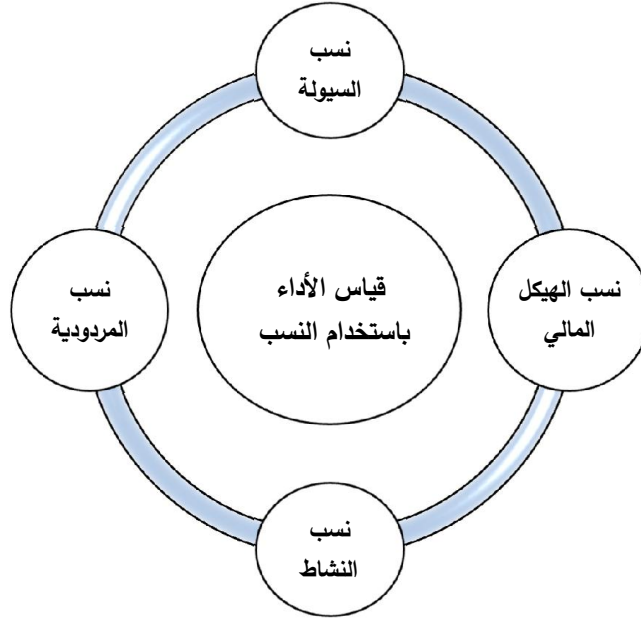 نسب
السيولة
نسب الهيكل
المالي
قياس الأداء
باستخدام النسب
نسب
المردودية
نسب
النشاط